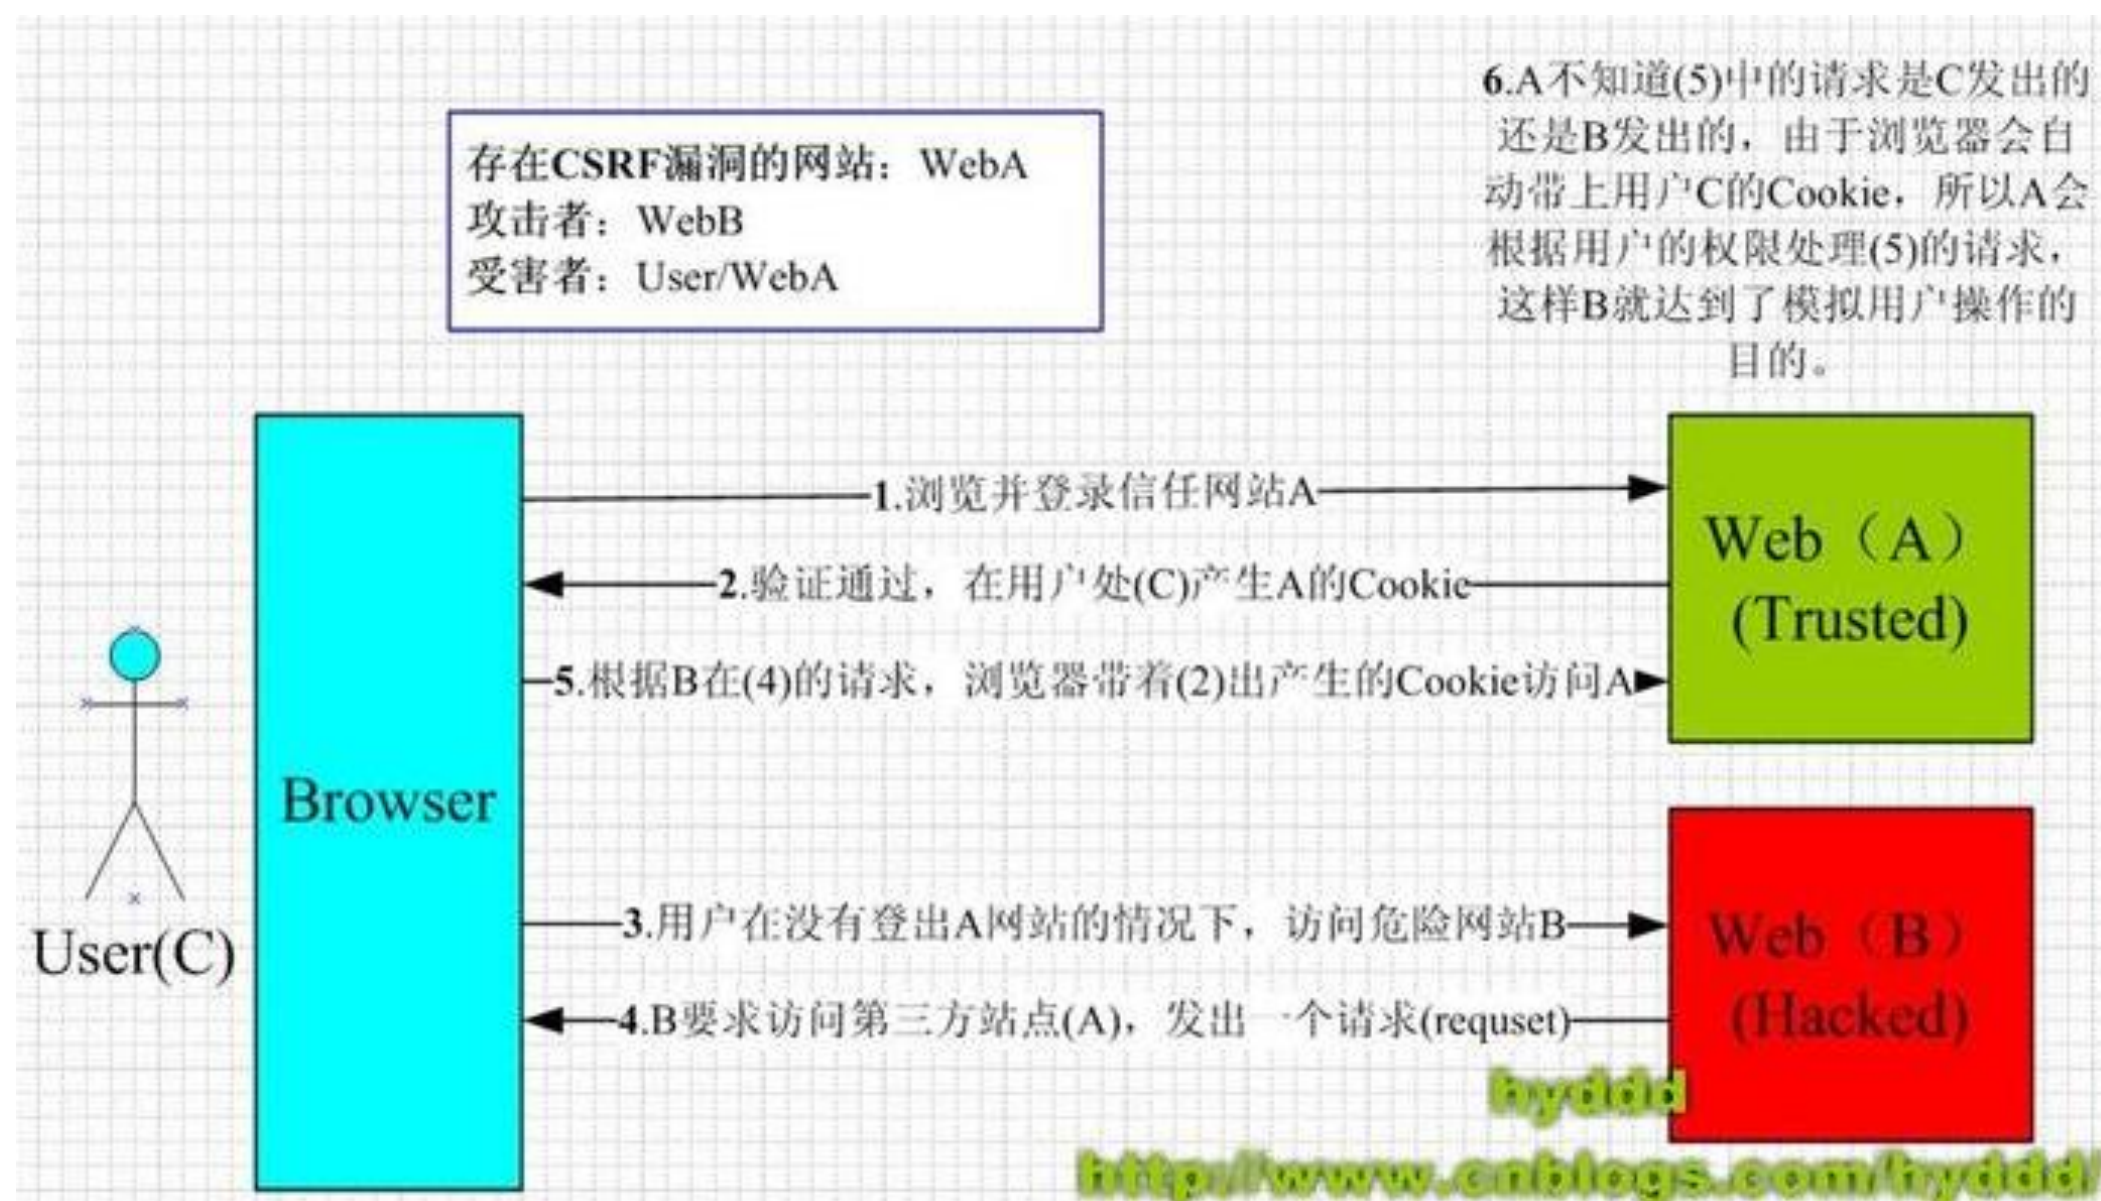 存在CSRF漏洞的网站：WebA
攻击者：WebB
受害者：User/WebA
6.A不知道(5)中的请求是C发出的
还是B发出的，由于浏览器会自
动带上用户C的Cookie，所以A会
根据用户的权限处理(5)的请求，
这样B就达到了模拟用户操作的
目的。
1.浏览并登录信任网站A
2.验证通过，在用户处(C)产生A的Cookie
5.根据B在(4)的请求，浏览器带着(2)出产生的Cookie访问A
3.用户在没有登出A网站的情况下，访问危险网站B
4.B要求访问第三方站点(A)，发出一个请求(requset)
User(C)
Browser
Web（A）
(Trusted)
Web（B）
(Hacked)
hyddd
http://www.cnblogs.com/hyddd/